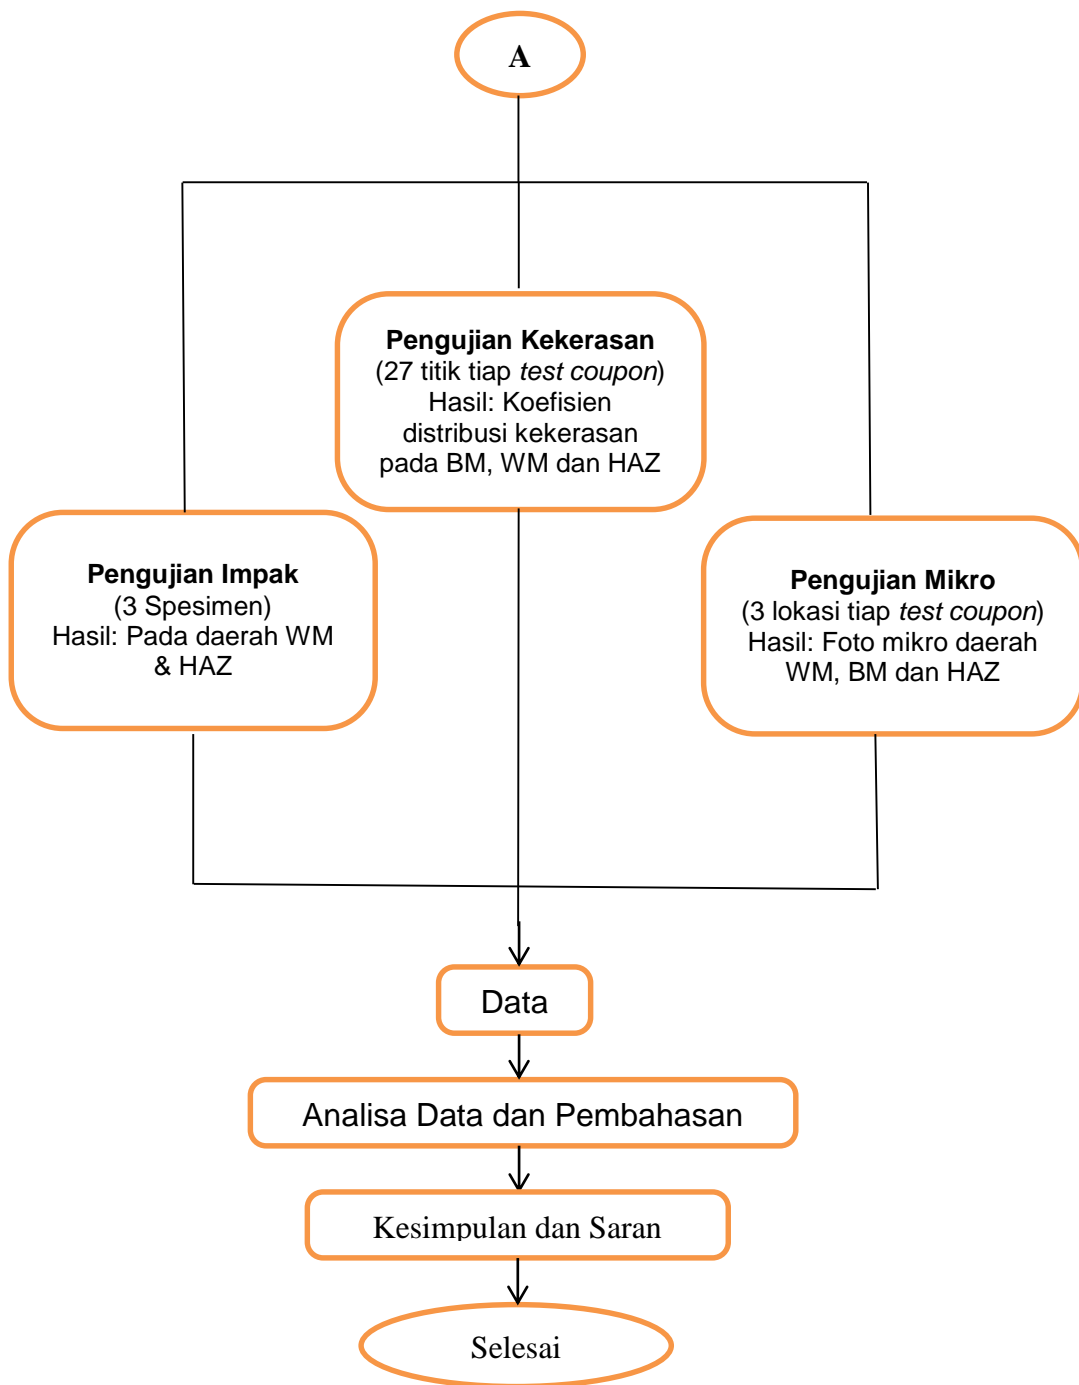 A
Pengujian Kekerasan
(27 titik tiap test coupon)
Hasil: Koefisien
distribusi kekerasan
pada BM, WM dan HAZ
Pengujian Impak
(3 Spesimen)
Hasil: Pada daerah WM
& HAZ
Pengujian Mikro
(3 lokasi tiap test coupon)
Hasil: Foto mikro daerah
WM, BM dan HAZ
Data
Analisa Data dan Pembahasan
Kesimpulan dan Saran
Selesai